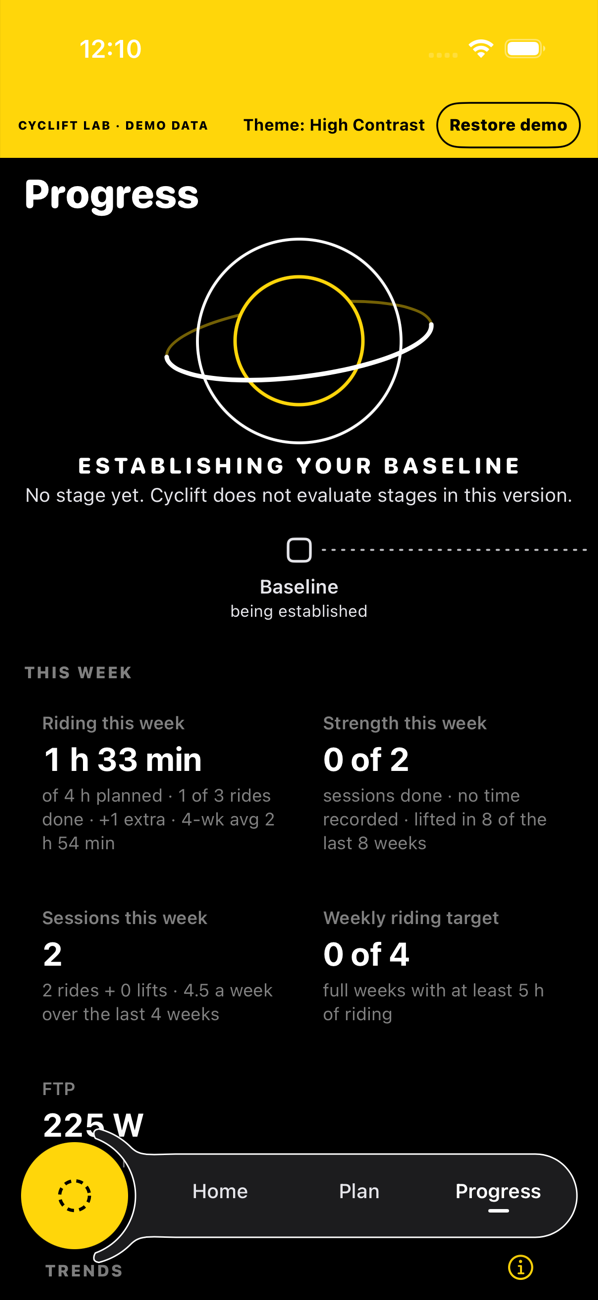 12:10
CYCLIFT LAB · DEMO DATA
Theme: High Contrast
Restore demo
Progress
ESTABLISHING YOUR BASELINE
No stage yet. Cyclift does not evaluate stages in this version.
Baseline
being established
THIS WEEK
Riding this week
1 h 33 min
of 4 h planned · 1 of 3 rides
done · +1 extra · 4-wk avg 2
h 54 min
Strength this week
0 of 2
sessions done · no time
recorded · lifted in 8 of the
last 8 weeks
Sessions this week
2
2 rides + 0 lifts · 4.5 a week
over the last 4 weeks
Weekly riding target
0 of 4
full weeks with at least 5 h
of riding
FTP
225 W
Home
Plan
Progress
TRENDS